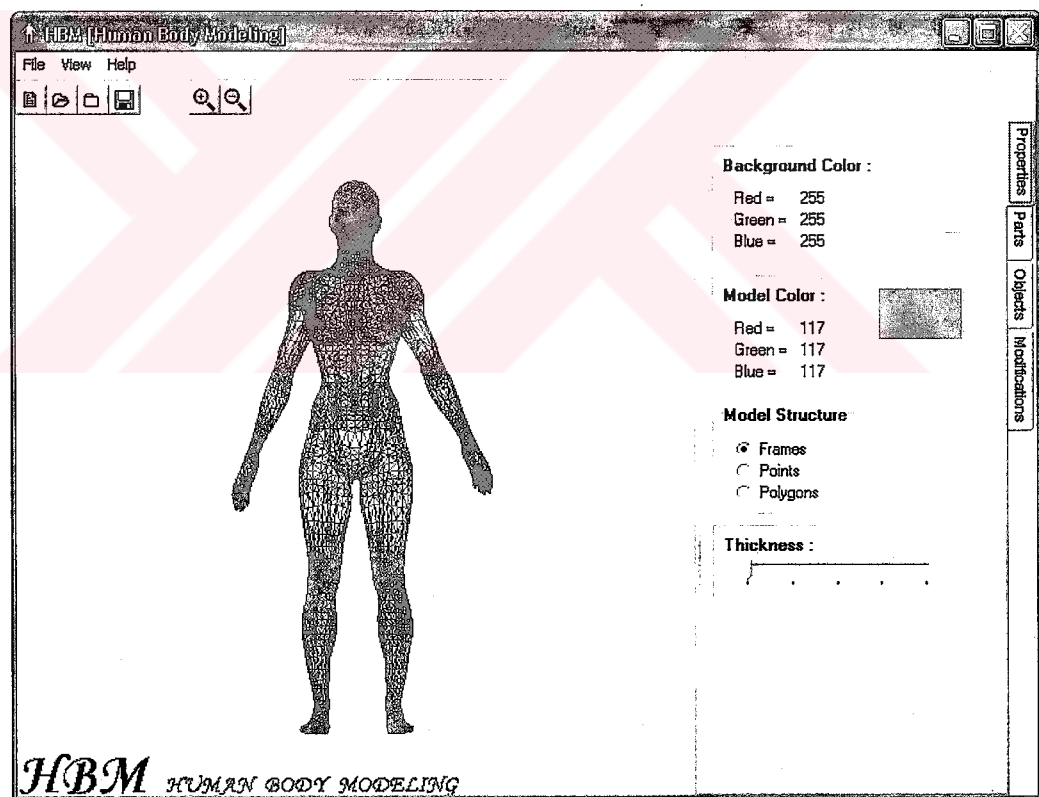 HBM [Human Body Modeling]
File View Help
Background Color :
Red = 255
Green = 255
Blue = 255
Model Color :
Red = 117
Green = 117
Blue = 117
Model Structure
Frames
Points
Polygons
Thickness :
Properties
Parts
Objects
Modifications
HBM HUMAN BODY MODELING